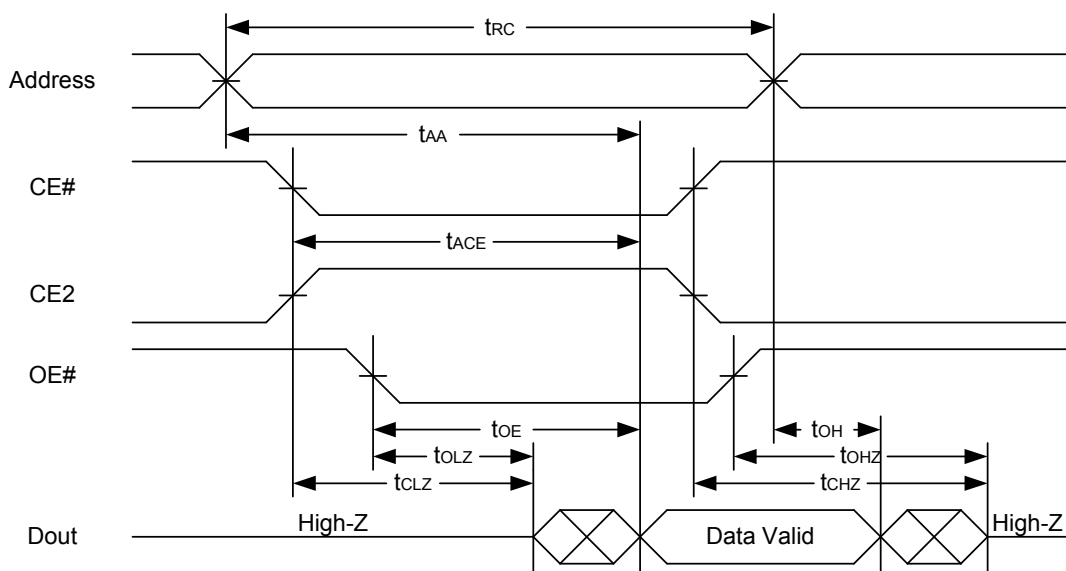 tRC
Address
tAA
CE#
tACE
CE2
OE#
tOE
tOH
tOLZ
tOHZ
tCLZ
tCHZ
Dout
High-Z
Data Valid
High-Z